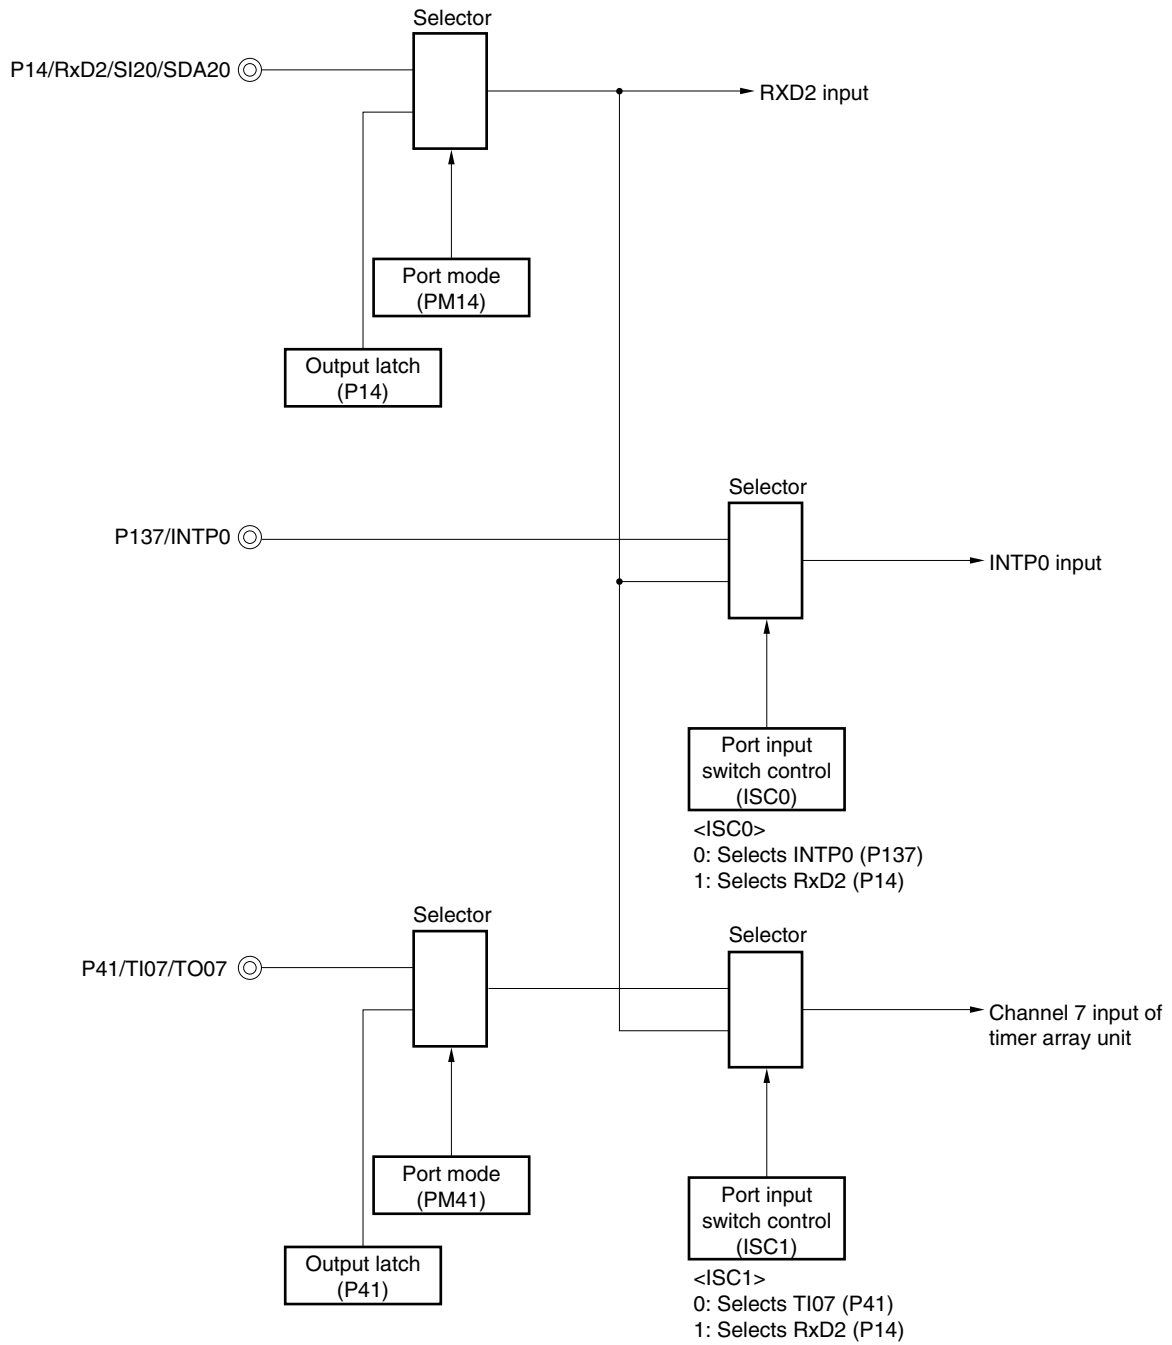 Selector
P14/RxD2/SI20/SDA20
RXD2 input
Port mode
(PM14)
Output latch
(P14)
Selector
P137/INTP0
INTP0 input
Port input
switch control
(ISC0)
<ISC0>
0: Selects INTP0 (P137)
1: Selects RxD2 (P14)
Selector
Selector
P41/TI07/TO07
Channel 7 input of
timer array unit
Port mode
(PM41)
Port input
switch control
(ISC1)
Output latch
(P41)
<ISC1>
0: Selects TI07 (P41)
1: Selects RxD2 (P14)